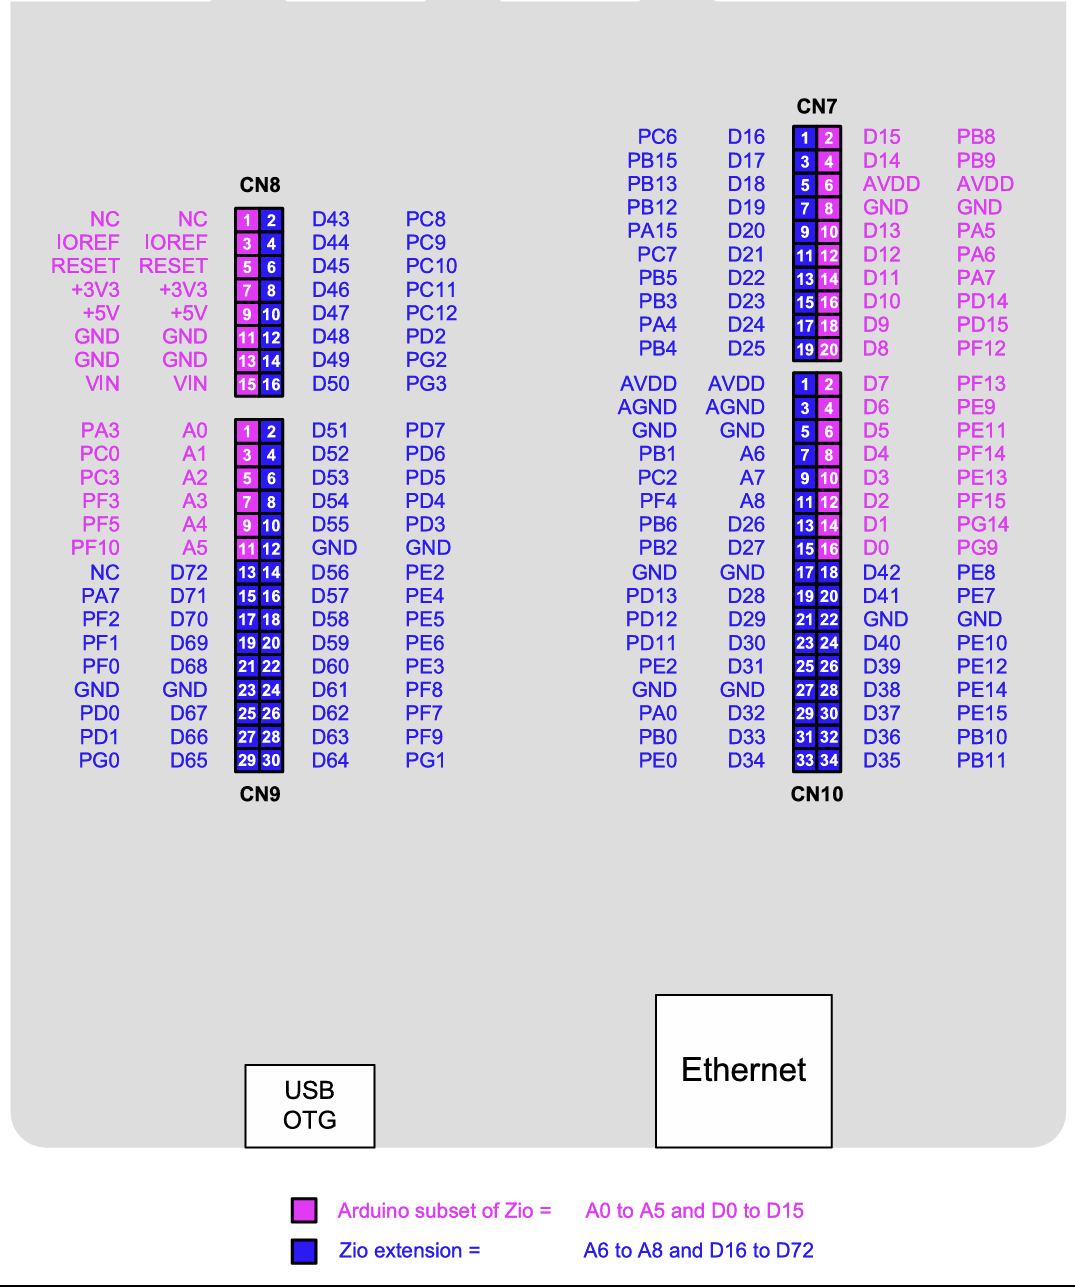 CN7
PC6 D16 1 2 D15 PB8
PB15 D17 3 4 D14 PB9
PB13 D18 5 6 AVDD AVDD
PB12 D19 7 8 GND GND
PA15 D20 9 10 D13 PA5
PC7 D21 11 12 D12 PA6
PB5 D22 13 14 D11 PA7
PB3 D23 15 16 D10 PD14
PA4 D24 17 18 D9 PD15
PB4 D25 19 20 D8 PF12
CN8
NC NC 1 2 D43 PC8
IOREF IOREF 3 4 D44 PC9
RESET RESET 5 6 D45 PC10
+3V3 +3V3 7 8 D46 PC11
+5V +5V 9 10 D47 PC12
GND GND 11 12 D48 PD2
GND GND 13 14 D49 PG2
VIN VIN 15 16 D50 PG3
PA3 A0 1 2 D51 PD7
PC0 A1 3 4 D52 PD6
PC3 A2 5 6 D53 PD5
PF3 A3 7 8 D54 PD4
PF5 A4 9 10 D55 PD3
PF10 A5 11 12 GND GND
NC D72 13 14 D56 PE2
PA7 D71 15 16 D57 PE4
PF2 D70 17 18 D58 PE5
PF1 D69 19 20 D59 PE6
PF0 D68 21 22 D60 PE3
GND GND 23 24 D61 PF8
PD0 D67 25 26 D62 PF7
PD1 D66 27 28 D63 PF9
PG0 D65 29 30 D64 PG1
CN9
AVDD AVDD 1 2 D7 PF13
AGND AGND 3 4 D6 PE9
GND GND 5 6 D5 PE11
PB1 A6 7 8 D4 PF14
PC2 A7 9 10 D3 PE13
PF4 A8 11 12 D2 PF15
PB6 D26 13 14 D1 PG14
PB2 D27 15 16 D0 PG9
GND GND 17 18 D42 PE8
PD13 D28 19 20 D41 PE7
PD12 D29 21 22 GND GND
PD11 D30 23 24 D40 PE10
PE2 D31 25 26 D39 PE12
GND GND 27 28 D38 PE14
PA0 D32 29 30 D37 PE15
PB0 D33 31 32 D36 PB10
PE0 D34 33 34 D35 PB11
CN10
USB
OTG
Ethernet
Arduino subset of Zio = A0 to A5 and D0 to D15
Zio extension = A6 to A8 and D16 to D72